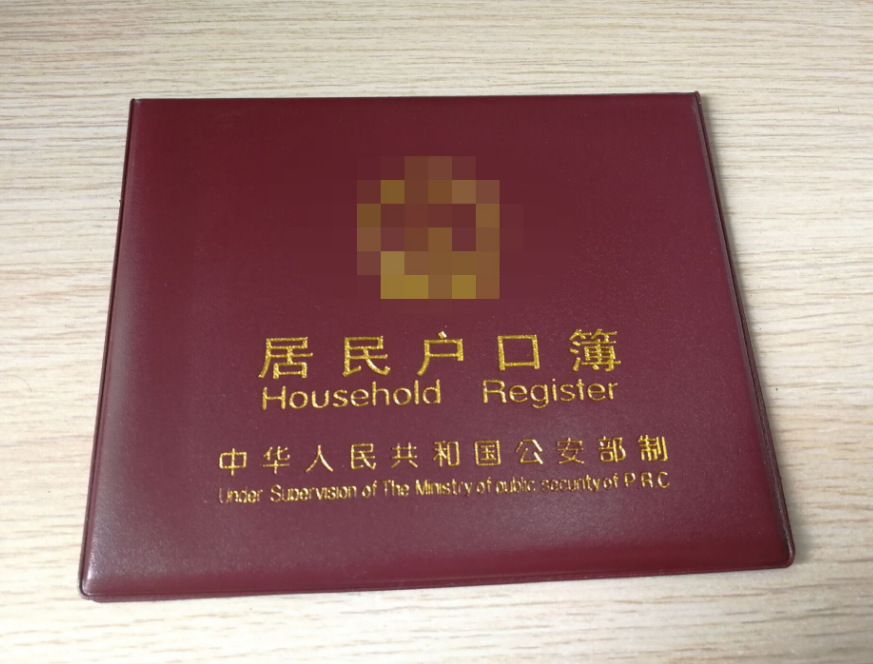 居民户口簿
Household Register
中华人民共和国公安部制
Under Supervision of The Ministry of public security of P R C